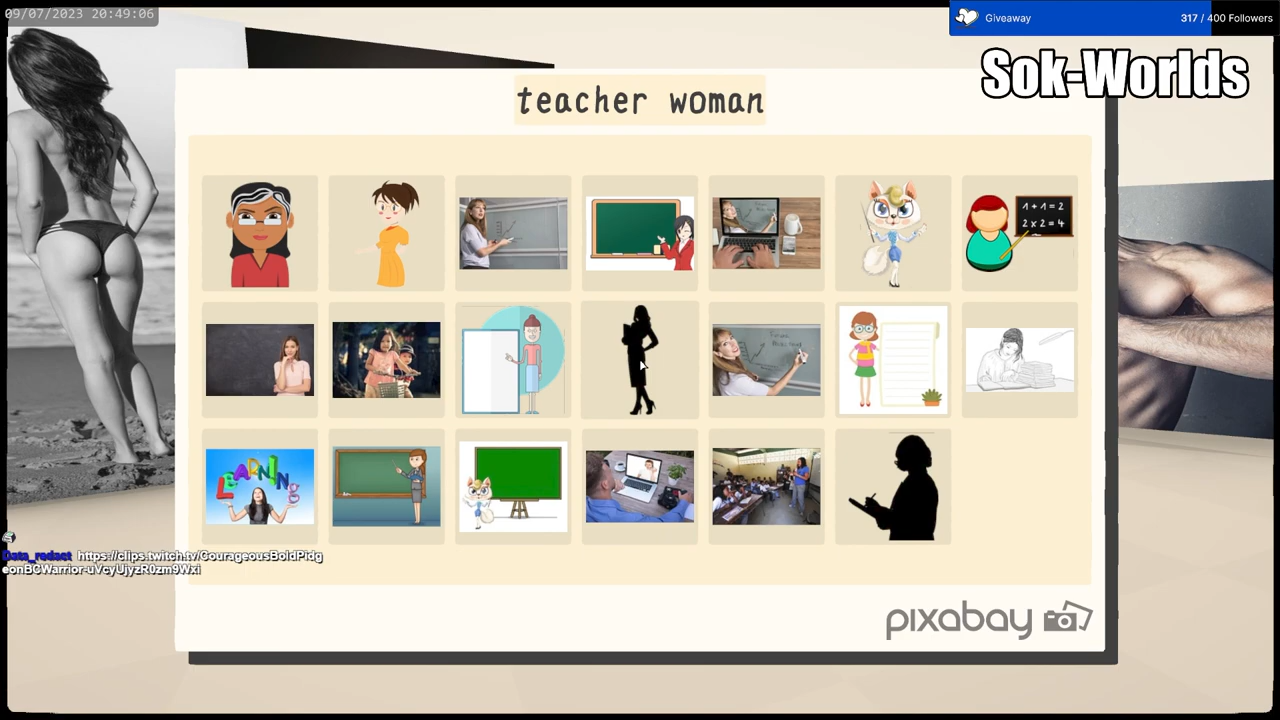 09/07/2023 20:49:06
Giveaway
317 / 400 Followers
Sok-Worlds
teacher woman
1+1=2
2x2=4
LEARNING
Data_redact https://clips.twitch.tv/CourageousBoldPidg
eonBCWarrior-uVcyUjyzR0zm9Wxi
pixabay